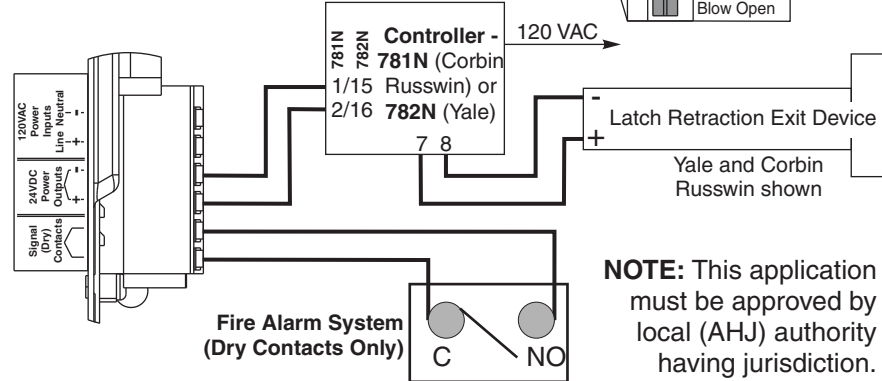 Blow Open
781N
782N
Controller -
781N (Corbin
1/15 Russwin) or
2/16 782N (Yale)
7 8
120 VAC
-
+
Latch Retraction Exit Device
Yale and Corbin
Russwin shown
120VAC
Power
Inputs
Line Neutral
-+- -
24VDC
Power
Outputs
-+- -
Signal
(Dry)
Contacts
Fire Alarm System
(Dry Contacts Only)
C NO
NOTE: This application
must be approved by
local (AHJ) authority
having jurisdiction.